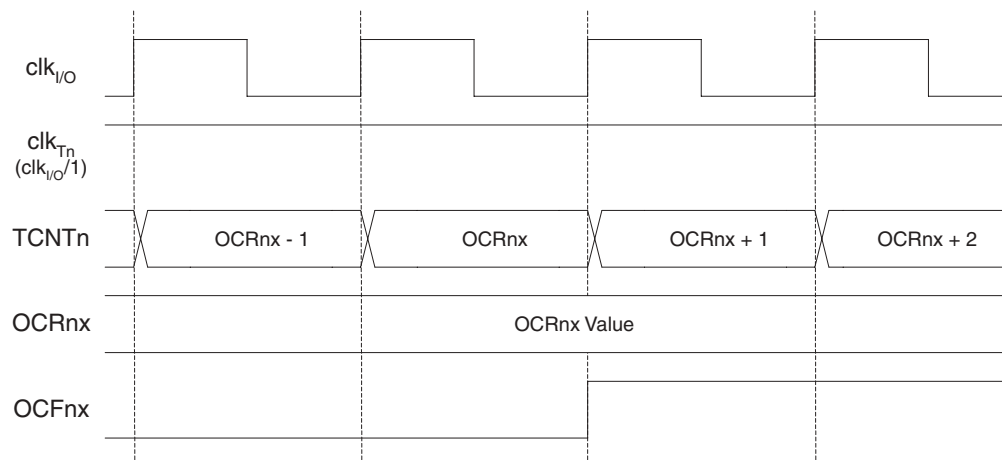 clkI/O
clkTn
(clkI/O/1)
TCNTn
OCRnx - 1
OCRnx
OCRnx + 1
OCRnx + 2
OCRnx
OCRnx Value
OCFnx